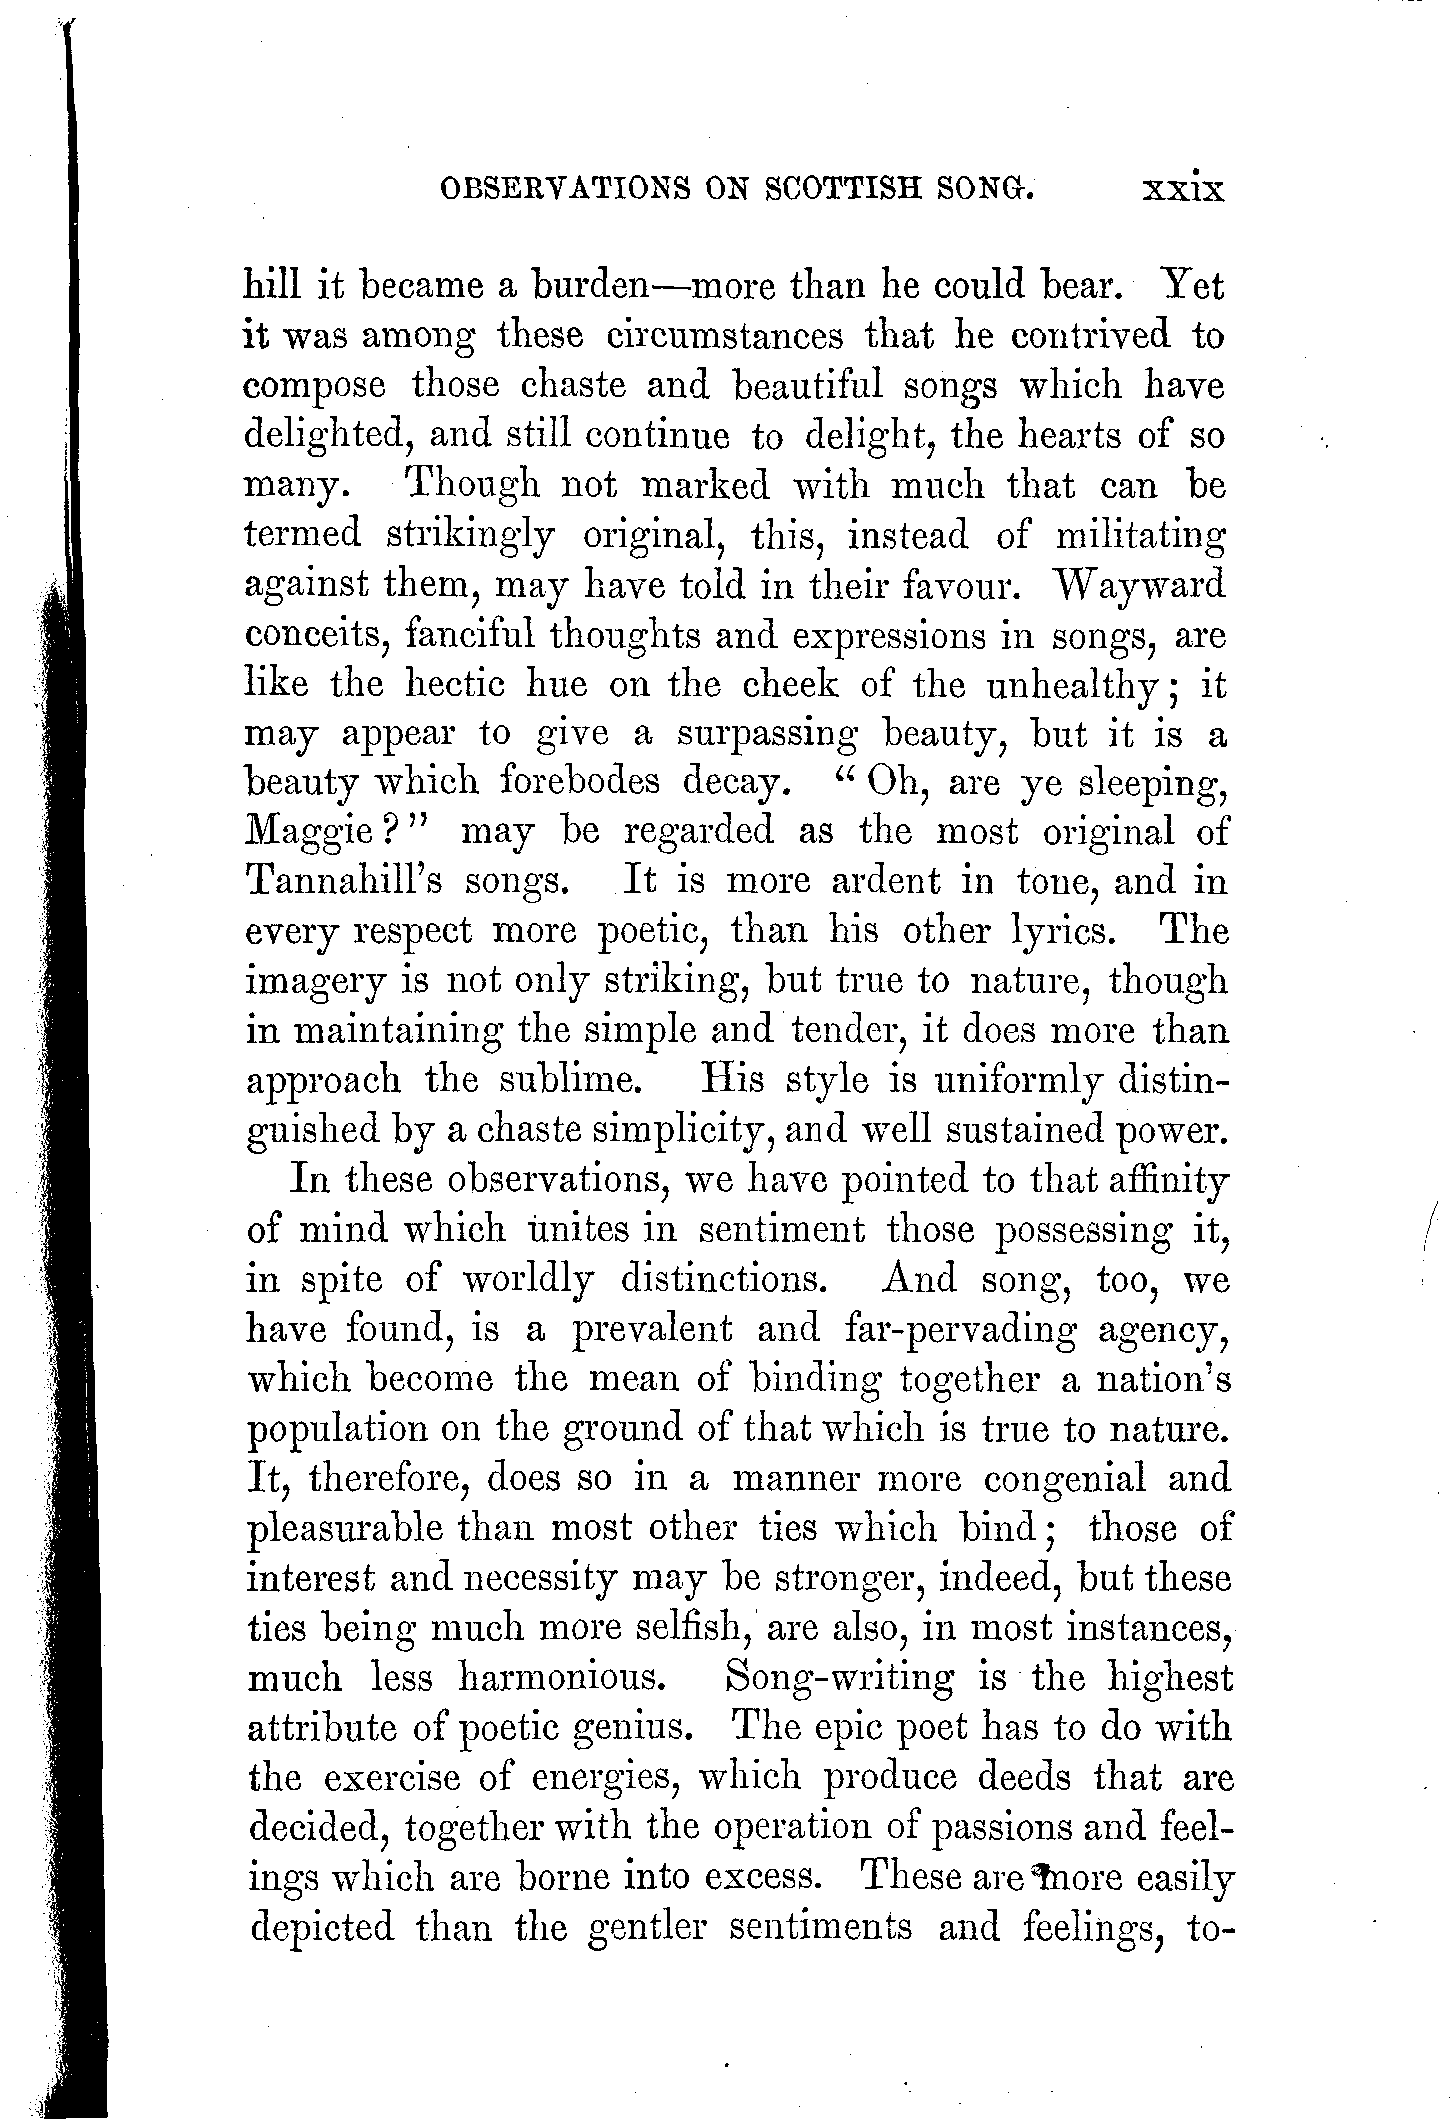 OBSERVATIONS ON SCOTTISH SONG. xxix
hill it became a burden—more than he could bear. Yet
it was among these circumstances that he contrived to
compose those chaste and beautiful songs which have
delighted, and still continue to delight, the hearts of so
many. Though not marked with much that can be
termed strikingly original, this, instead of militating
against them, may have told in their favour. Wayward
conceits, fanciful thoughts and expressions in songs, are
like the hectic hue on the cheek of the unhealthy; it
may appear to give a surpassing beauty, but it is a
beauty which forebodes decay. “Oh, are ye sleeping,
Maggie?” may be regarded as the most original of
Tannahill’s songs. It is more ardent in tone, and in
every respect more poetic, than his other lyrics. The
imagery is not only striking, but true to nature, though
in maintaining the simple and tender, it does more than
approach the sublime. His style is uniformly distin-
guished by a chaste simplicity, and well sustained power.
In these observations, we have pointed to that affinity
of mind which unites in sentiment those possessing it,
in spite of worldly distinctions. And song, too, we
have found, is a prevalent and far-pervading agency,
which become the mean of binding together a nation’s
population on the ground of that which is true to nature.
It, therefore, does so in a manner more congenial and
pleasurable than most other ties which bind; those of
interest and necessity may be stronger, indeed, but these
ties being much more selfish, are also, in most instances,
much less harmonious. Song-writing is the highest
attribute of poetic genius. The epic poet has to do with
the exercise of energies, which produce deeds that are
decided, together with the operation of passions and feel-
ings which are borne into excess. These are more easily
depicted than the gentler sentiments and feelings, to-